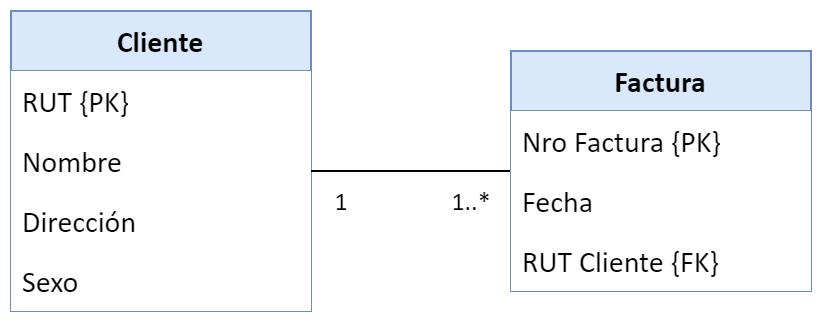 Cliente
RUT {PK}
Nombre
Dirección
Sexo
1
1..*
Factura
Nro Factura {PK}
Fecha
RUT Cliente {FK}